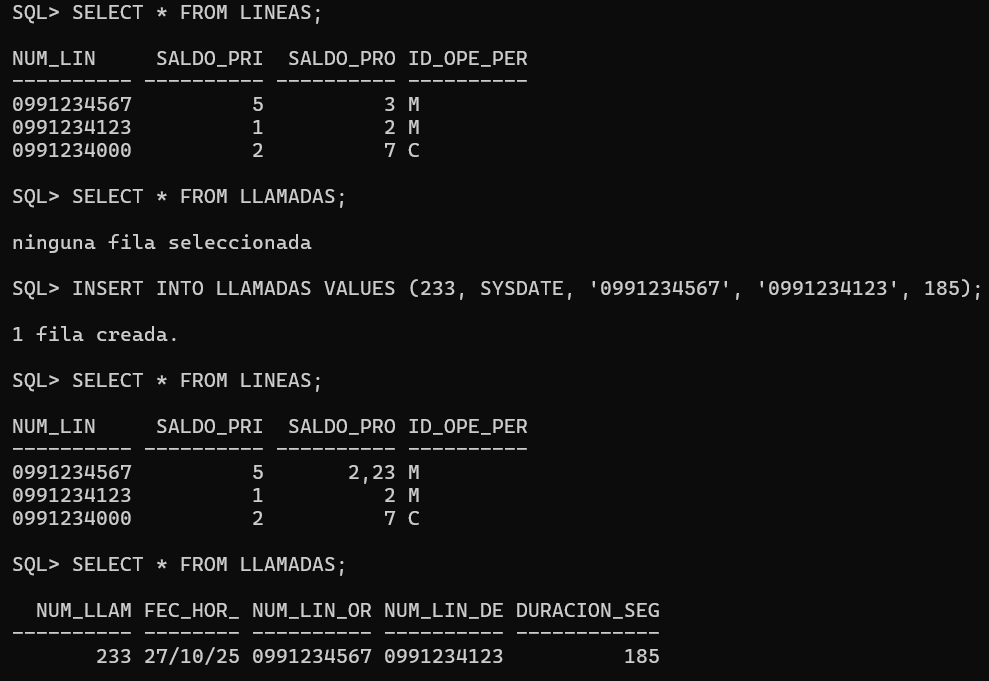 SQL> SELECT * FROM LINEAS;
NUM_LIN     SALDO_PRI  SALDO_PRO ID_OPE_PER
---------- ---------- ---------- ----------
0991234567          5          3 M
0991234123          1          2 M
0991234000          2          7 C
SQL> SELECT * FROM LLAMADAS;
ninguna fila seleccionada
SQL> INSERT INTO LLAMADAS VALUES (233, SYSDATE, '0991234567', '0991234123', 185);
1 fila creada.
SQL> SELECT * FROM LINEAS;
NUM_LIN     SALDO_PRI  SALDO_PRO ID_OPE_PER
---------- ---------- ---------- ----------
0991234567          5       2,23 M
0991234123          1          2 M
0991234000          2          7 C
SQL> SELECT * FROM LLAMADAS;
  NUM_LLAM FEC_HOR_ NUM_LIN_OR NUM_LIN_DE DURACION_SEG
---------- -------- ---------- ---------- ------------
       233 27/10/25 0991234567 0991234123          185